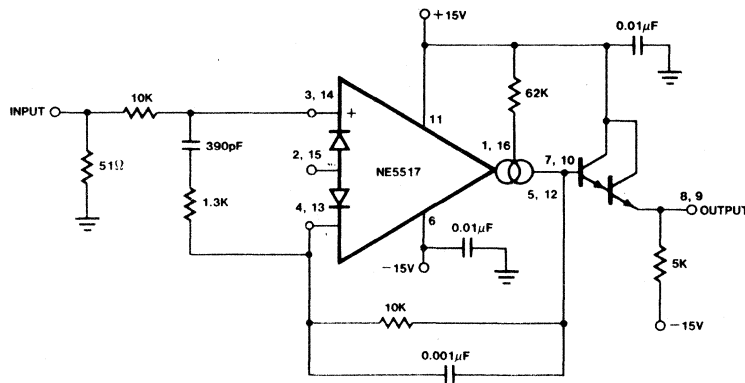 +15V
0.01μF
INPUT
10K
3, 14
+
62K
11
390pF
2, 15
NE5517
1, 16
7, 10
51Ω
1.3K
4, 13
5, 12
8, 9
OUTPUT
6
0.01μF
-15V
5K
10K
-15V
0.001μF